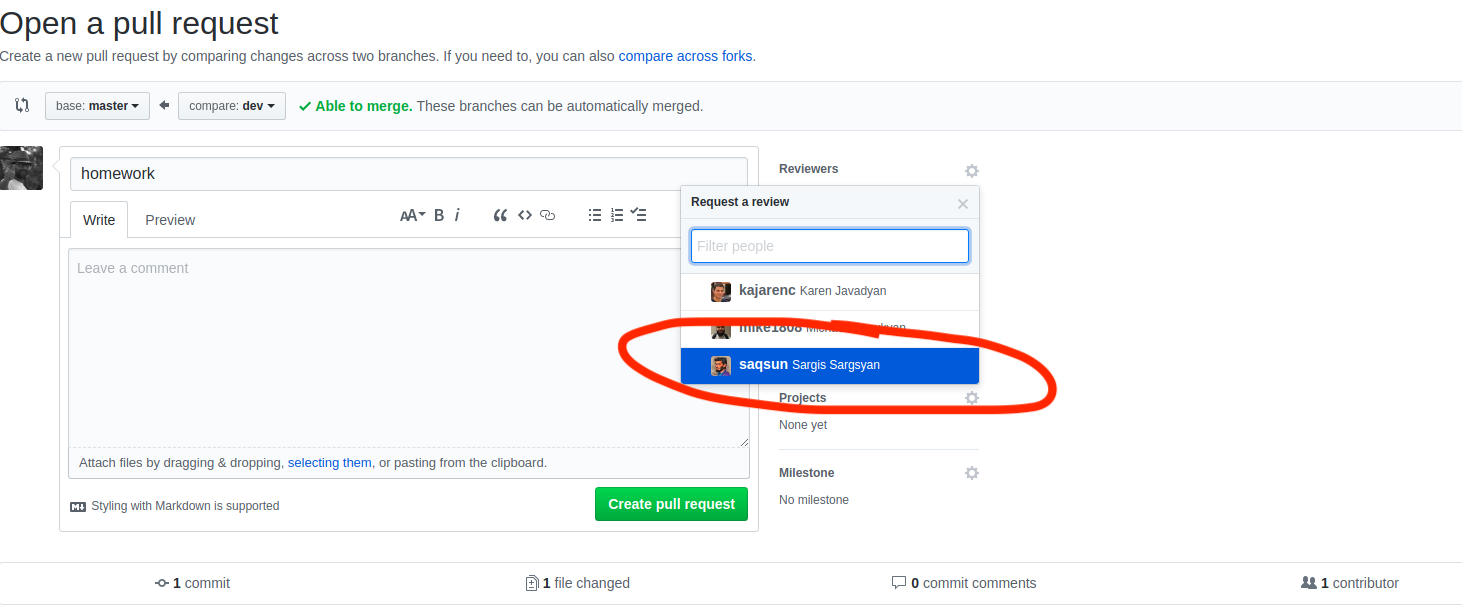 Open a pull request
Create a new pull request by comparing changes across two branches. If you need to, you can also compare across forks.
base: master compare: dev Able to merge. These branches can be automatically merged.
homework
Write Preview
AA B i
Leave a comment
Attach files by dragging & dropping, selecting them, or pasting from the clipboard.
Styling with Markdown is supported
Create pull request
Reviewers
Request a review
Filter people
kajarenc Karen Javadyan
mike1808
saqsun Sargis Sargsyan
Projects
None yet
Milestone
No milestone
1 commit 1 file changed 0 commit comments 1 contributor